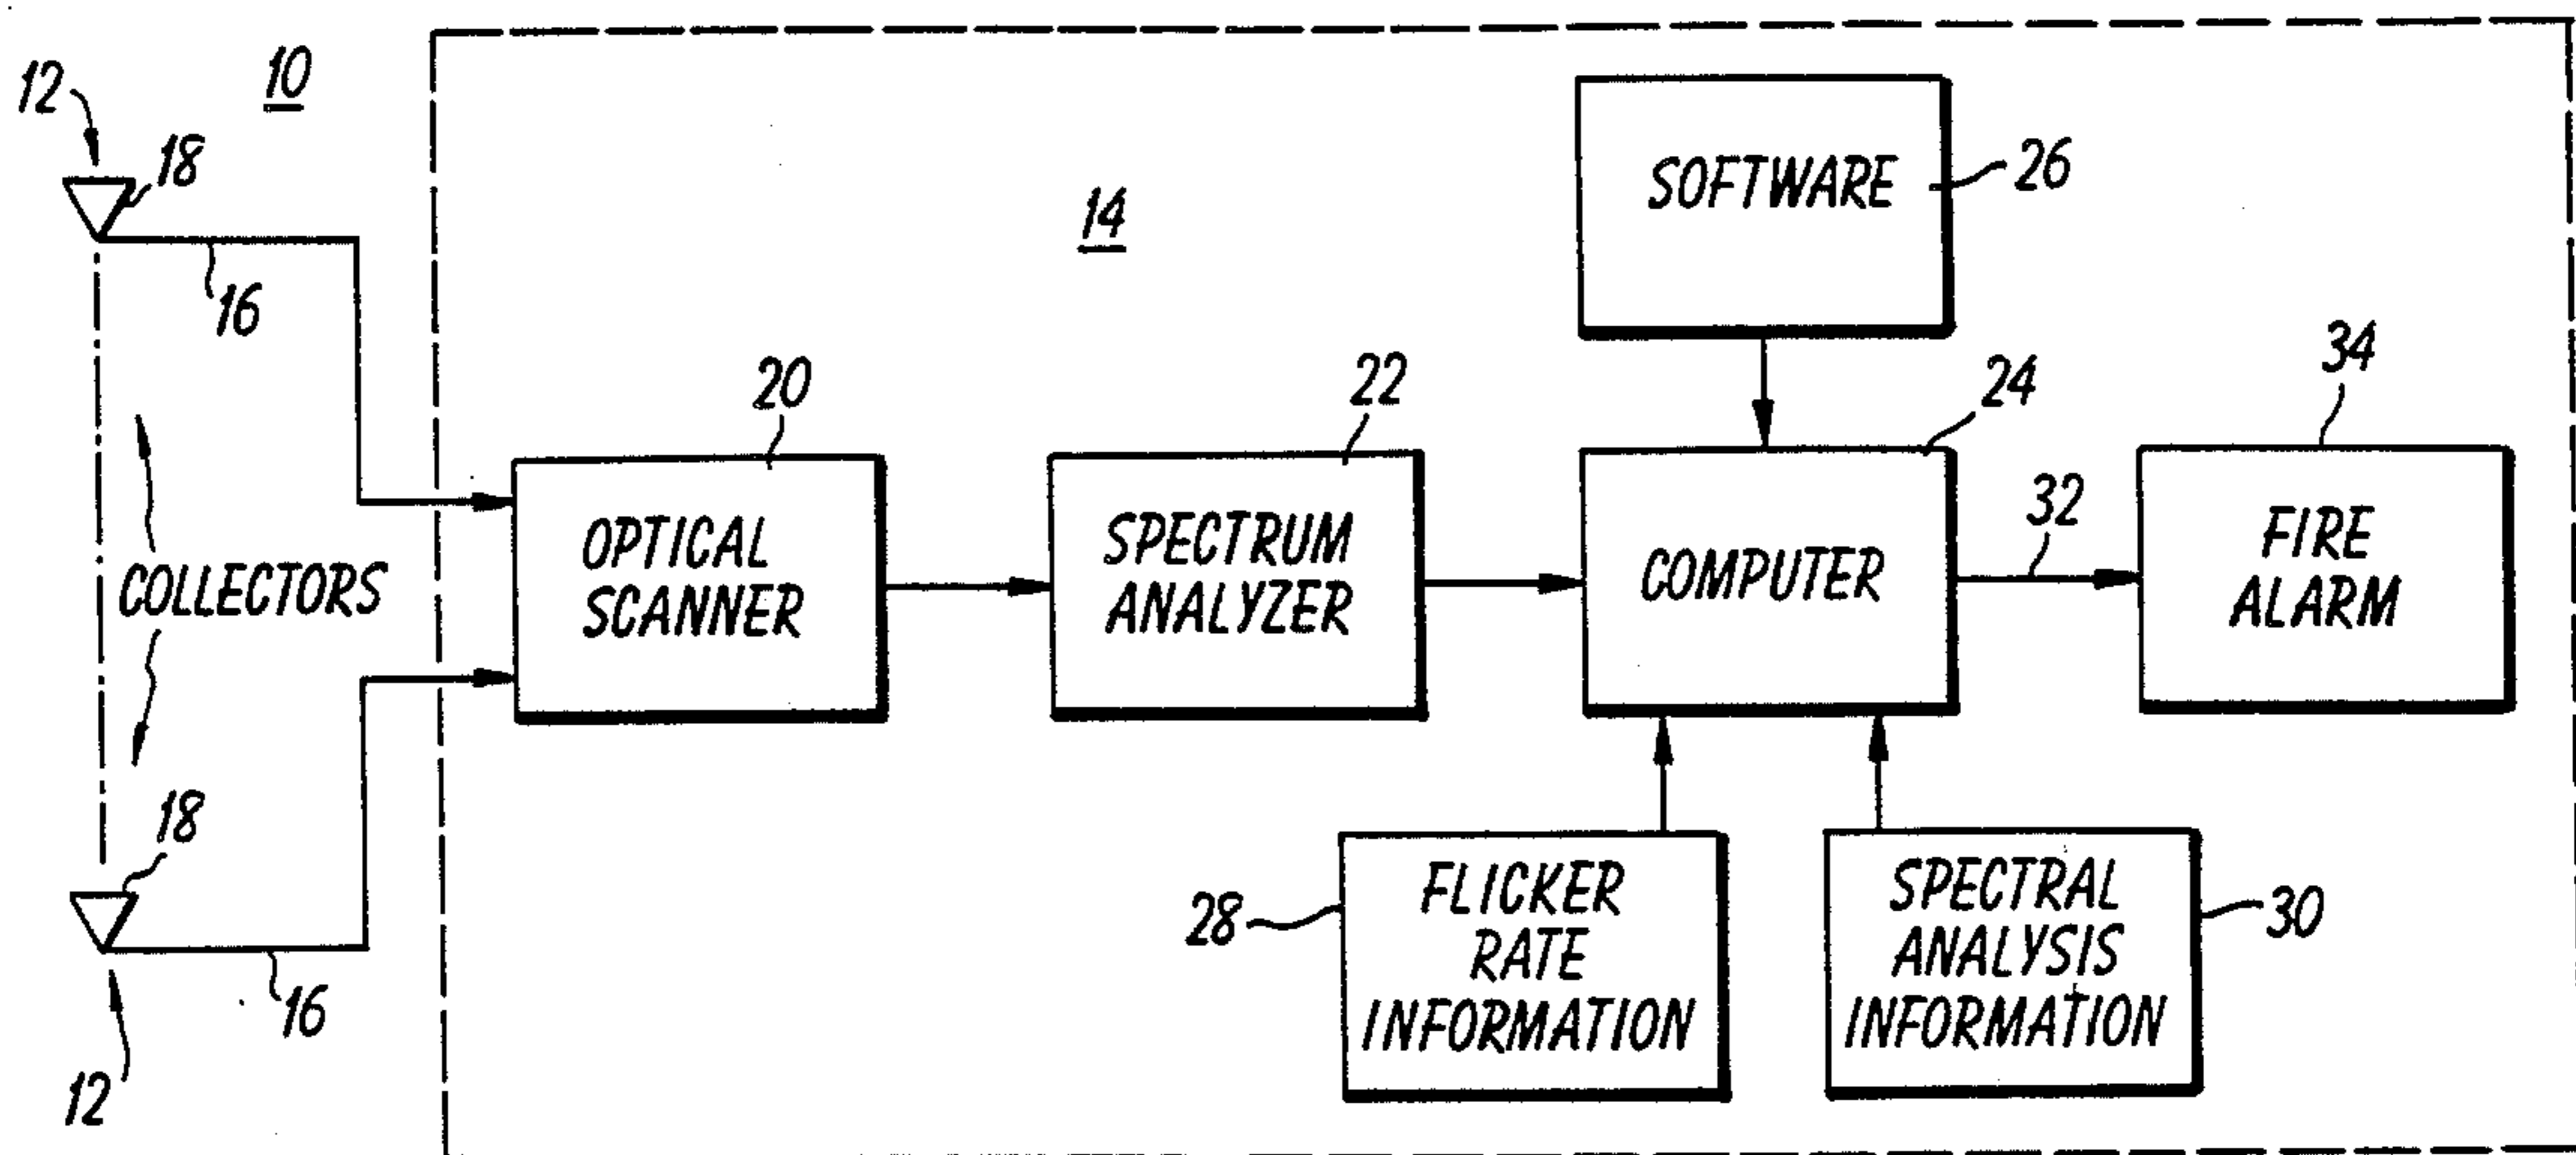 10
12
18
16
14
SOFTWARE
26
20
22
24
34
OPTICAL
SCANNER
SPECTRUM
ANALYZER
COMPUTER
32
FIRE
ALARM
COLLECTORS
18
16
12
28
FLICKER
RATE
INFORMATION
SPECTRAL
ANALYSIS
INFORMATION
30